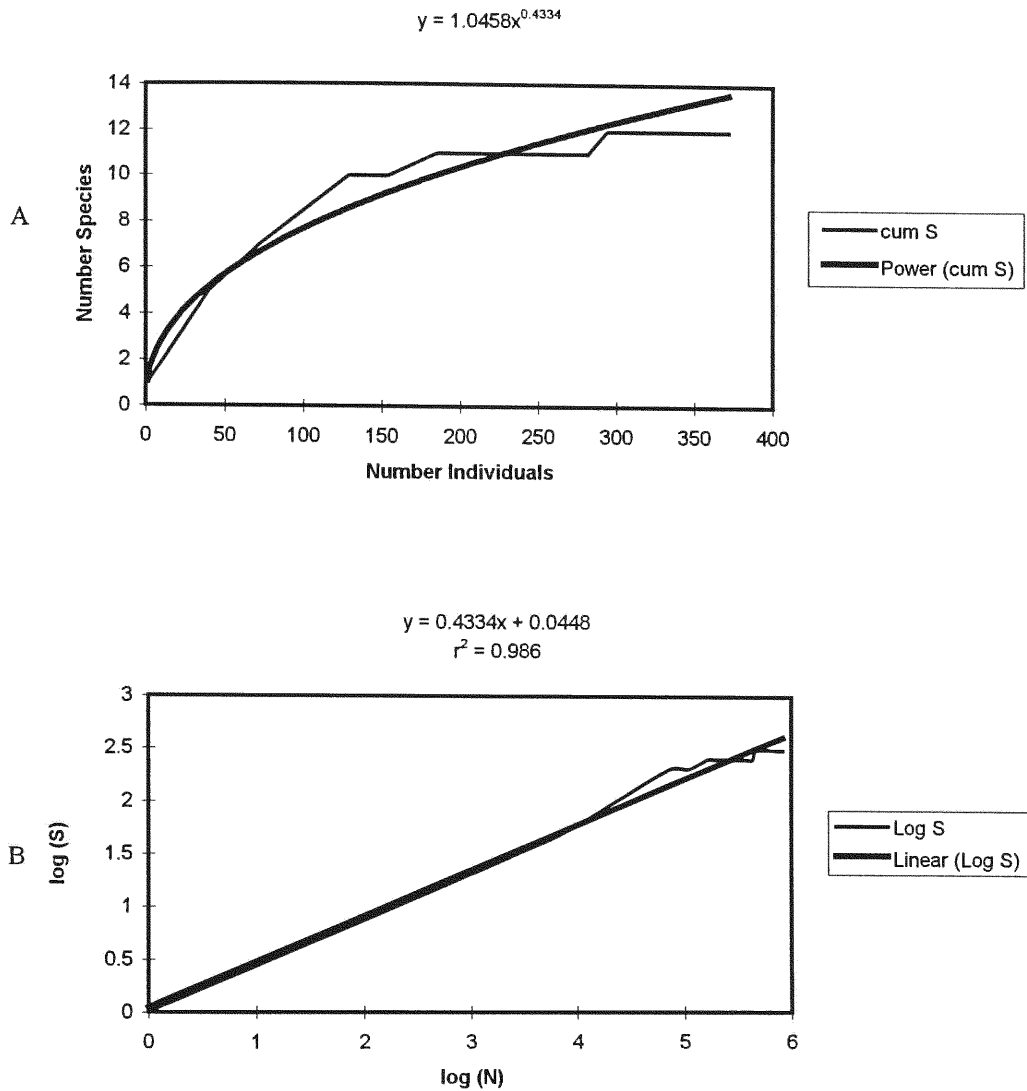 y = 1.0458x^0.4334
A
Number Species
14
12
10
8
6
4
2
0
0 50 100 150 200 250 300 350 400
Number Individuals
cum S
Power (cum S)
y = 0.4334x + 0.0448
r² = 0.986
B
log (S)
3
2.5
2
1.5
1
0.5
0
0 1 2 3 4 5 6
log (N)
Log S
Linear (Log S)